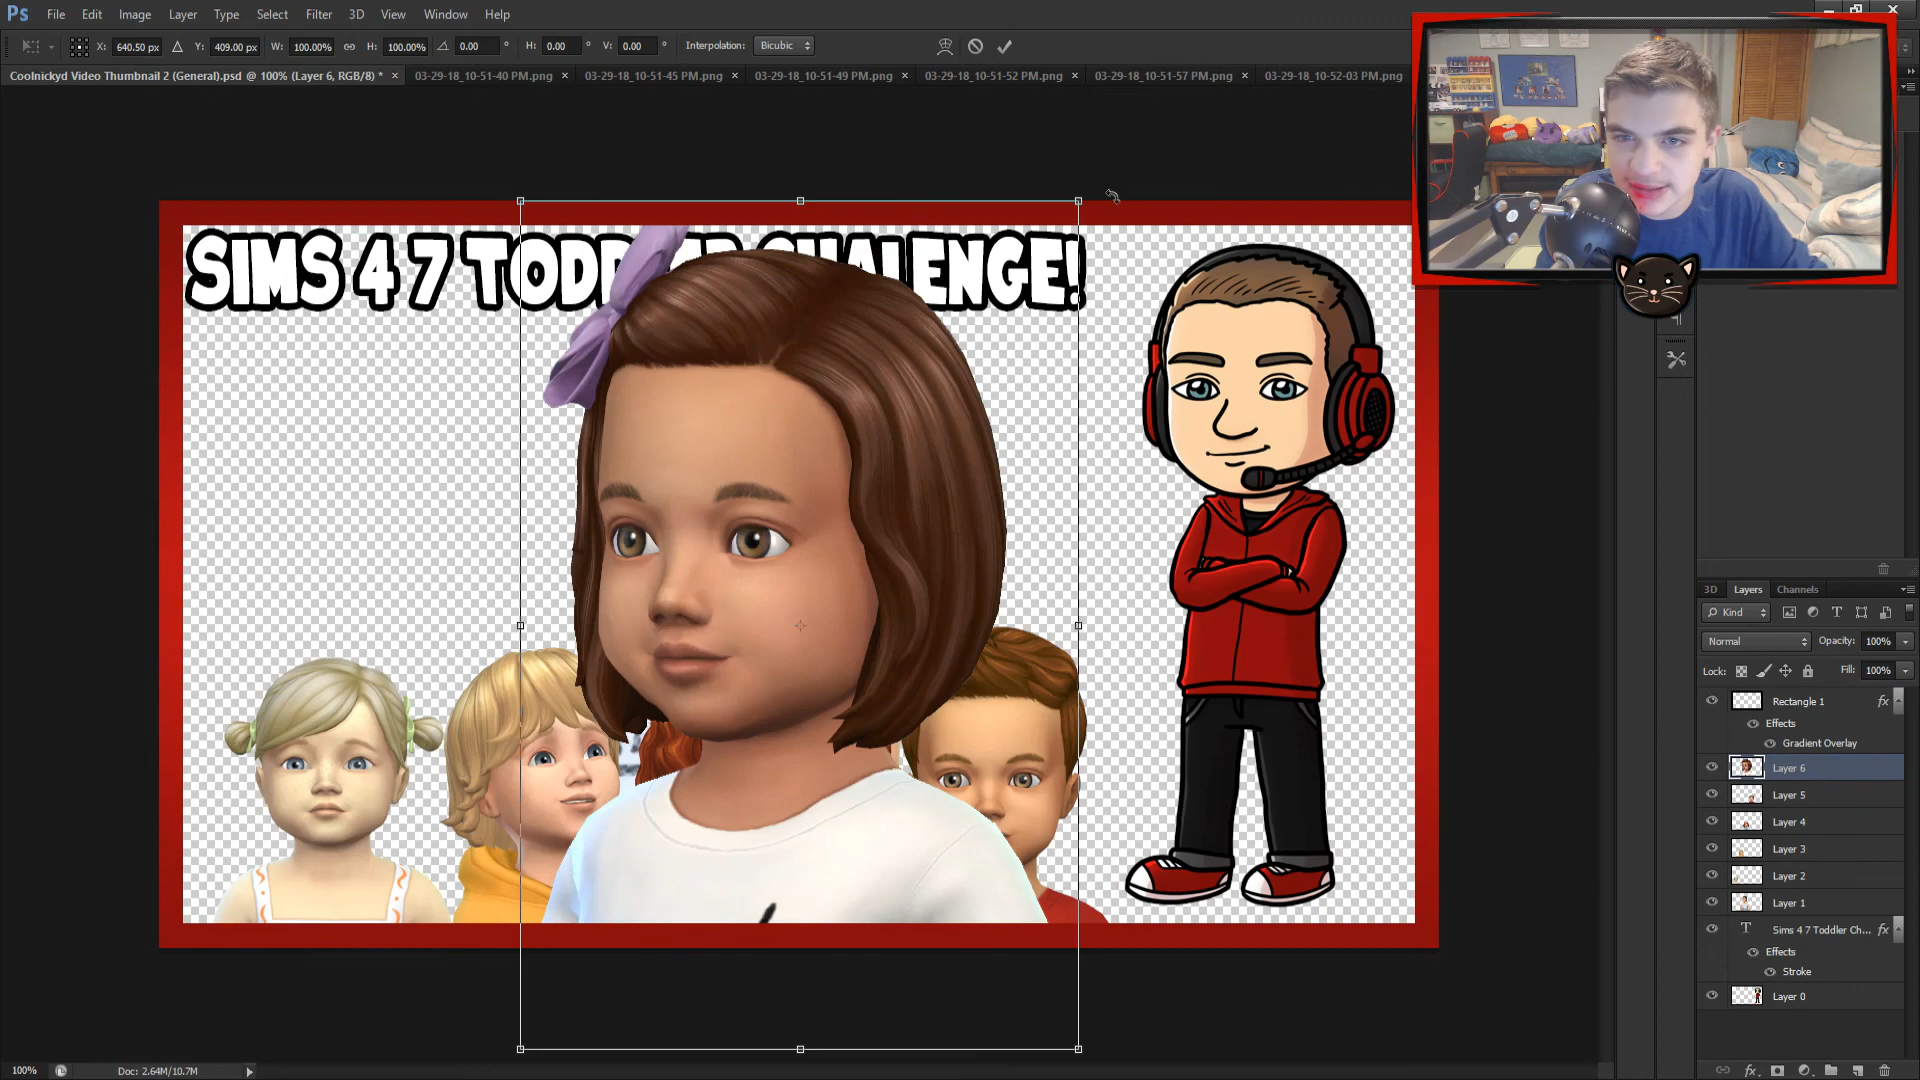 Ps File Edit Image Layer Type Select Filter 3D View Window Help
X: 640.50 px Y: 409.00 px W: 100.00% H: 100.00% 0.00 ° H: 0.00 ° V: 0.00 ° Interpolation: Bicubic
Coolnickyd Video Thumbnail 2 (General).psd @ 100% (Layer 6, RGB/8) * × 03-29-18_10-51-40 PM.png × 03-29-18_10-51-45 PM.png × 03-29-18_10-51-49 PM.png × 03-29-18_10-51-52 PM.png × 03-29-18_10-51-57 PM.png × 03-29-18_10-52-03 PM.png
SIMS 4 7 TODD CHALENGE!
3D Layers Channels
Kind
Normal Opacity: 100%
Lock: Fill: 100%
Rectangle 1 fx
Effects
Gradient Overlay
Layer 6
Layer 5
Layer 4
Layer 3
Layer 2
Layer 1
T Sims 4 7 Toddler Ch... fx
Effects
Stroke
Layer 0
100% Doc: 2.64M/10.7M
fx